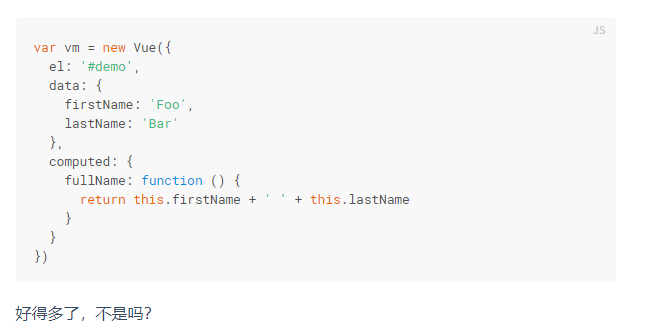 JS
var vm = new Vue({
  el: '#demo',
  data: {
    firstName: 'Foo',
    lastName: 'Bar'
  },
  computed: {
    fullName: function () {
      return this.firstName + ' ' + this.lastName
    }
  }
})
好得多了，不是吗？